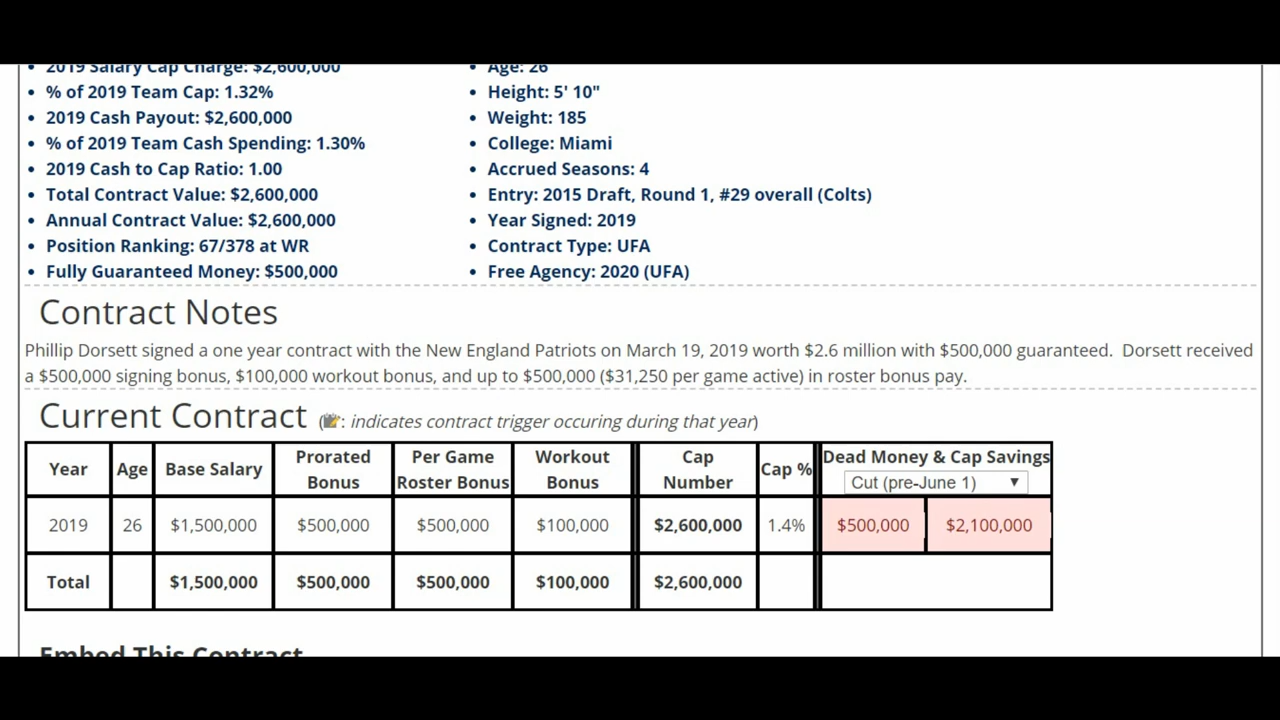 2019 Salary Cap Charge: $2,600,000
% of 2019 Team Cap: 1.32%
2019 Cash Payout: $2,600,000
% of 2019 Team Cash Spending: 1.30%
2019 Cash to Cap Ratio: 1.00
Total Contract Value: $2,600,000
Annual Contract Value: $2,600,000
Position Ranking: 67/378 at WR
Fully Guaranteed Money: $500,000
Age: 26
Height: 5' 10"
Weight: 185
College: Miami
Accrued Seasons: 4
Entry: 2015 Draft, Round 1, #29 overall (Colts)
Year Signed: 2019
Contract Type: UFA
Free Agency: 2020 (UFA)
Contract Notes
Phillip Dorsett signed a one year contract with the New England Patriots on March 19, 2019 worth $2.6 million with $500,000 guaranteed. Dorsett received
a $500,000 signing bonus, $100,000 workout bonus, and up to $500,000 ($31,250 per game active) in roster bonus pay.
Current Contract (: indicates contract trigger occuring during that year)
Year Age Base Salary Prorated Bonus Per Game Roster Bonus Workout Bonus Cap Number Cap % Dead Money & Cap Savings
Cut (pre-June 1)
2019 26 $1,500,000 $500,000 $500,000 $100,000 $2,600,000 1.4% $500,000 $2,100,000
Total $1,500,000 $500,000 $500,000 $100,000 $2,600,000
Embed This Contract